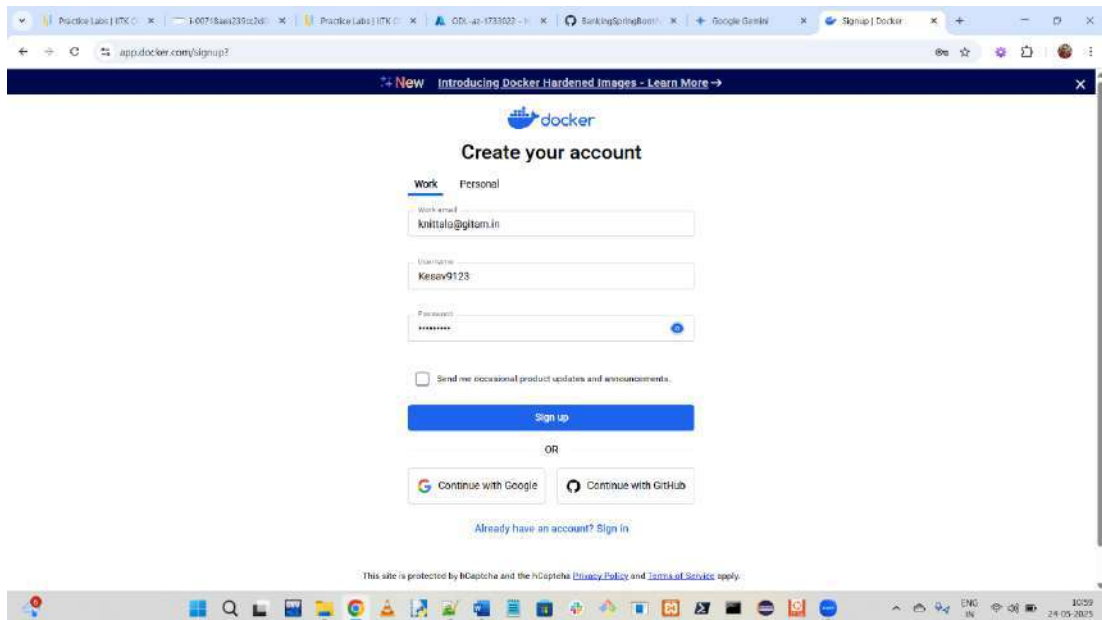 Practice Labs | IITK C
Practice Labs | IITK C
ODL-az-1733022 -
BankingSpringBoot
Google Gemini
Signup | Docker
app.docker.com/signup?
New Introducing Docker Hardened Images - Learn More →
docker
Create your account
Work Personal
Work email
knittala@gitam.in
Username
Kesav9123
Password
Send me occasional product updates and announcements.
Sign up
OR
Continue with Google Continue with GitHub
Already have an account? Sign in
This site is protected by hCaptcha and the hCaptcha Privacy Policy and Terms of Service apply.
ENG 10:59
IN 24-05-2025